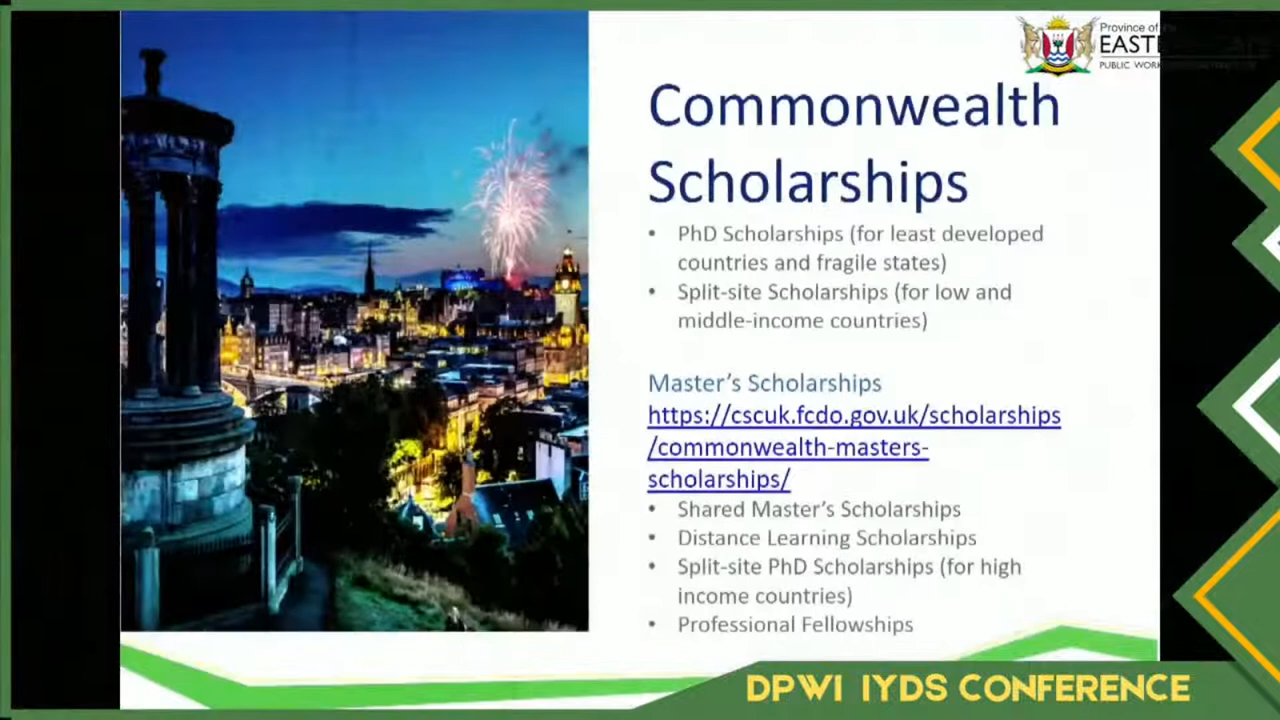 Province of the
EAST
PUBLIC WOR
Commonwealth
Scholarships
• PhD Scholarships (for least developed
countries and fragile states)
• Split-site Scholarships (for low and
middle-income countries)
Master's Scholarships
https://cscuk.fcdo.gov.uk/scholarships
/commonwealth-masters-
scholarships/
• Shared Master's Scholarships
• Distance Learning Scholarships
• Split-site PhD Scholarships (for high
income countries)
• Professional Fellowships
DPWI IYDS CONFERENCE